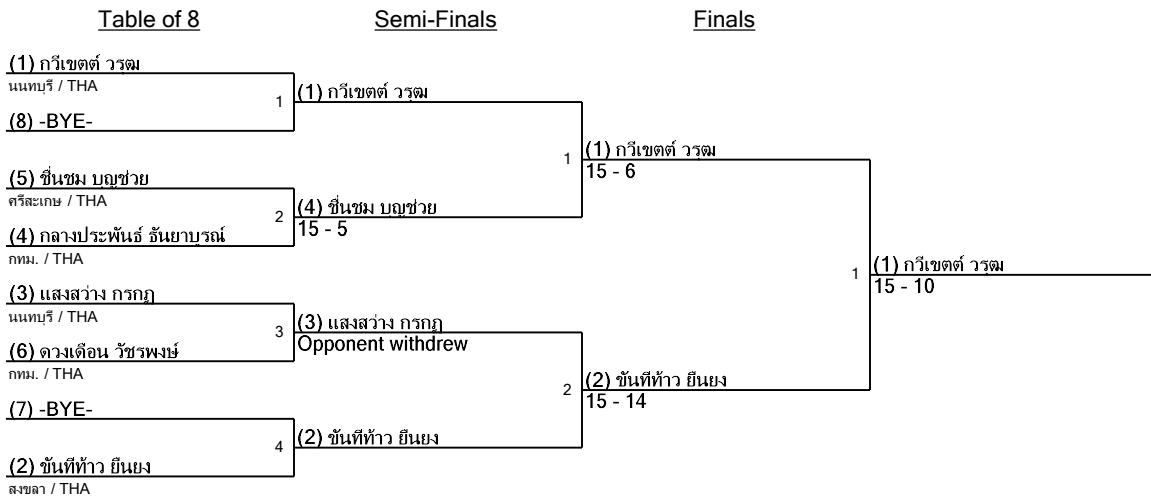 Table of 8
Semi-Finals
Finals
(1) กวีเขตต์ วรุฒ
นนทบุรี / THA
1
(1) กวีเขตต์ วรุฒ
(8) -BYE-
1
(1) กวีเขตต์ วรุฒ
15 - 6
(5) ชื่นชม บุญช่วย
ศรีสะเกษ / THA
2
(4) ชื่นชม บุญช่วย
15 - 5
(4) กลางประพันธ์ ธันยาบูรณ์
กทม. / THA
1
(1) กวีเขตต์ วรุฒ
15 - 10
(3) แสงสว่าง กรกฎ
นนทบุรี / THA
3
(3) แสงสว่าง กรกฎ
Opponent withdrew
(6) ดวงเดือน วัชรพงษ์
กทม. / THA
2
(2) ขันทีท้าว ยืนยง
15 - 14
(7) -BYE-
4
(2) ขันทีท้าว ยืนยง
(2) ขันทีท้าว ยืนยง
สงขลา / THA